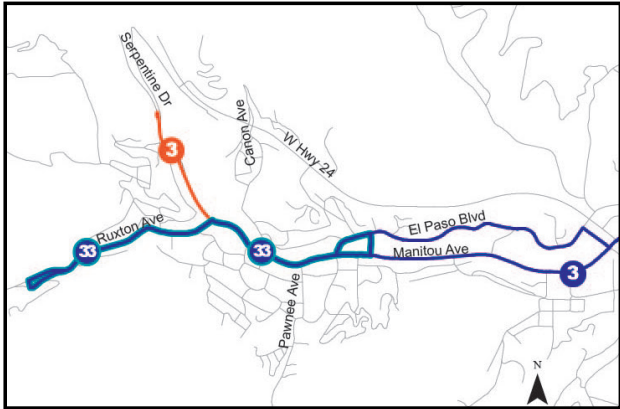 Serpentine Dr
3
Canon Ave
W Hwy 24
Ruxton Ave
33
33
El Paso Blvd
Manitou Ave
3
Pawnee Ave
N